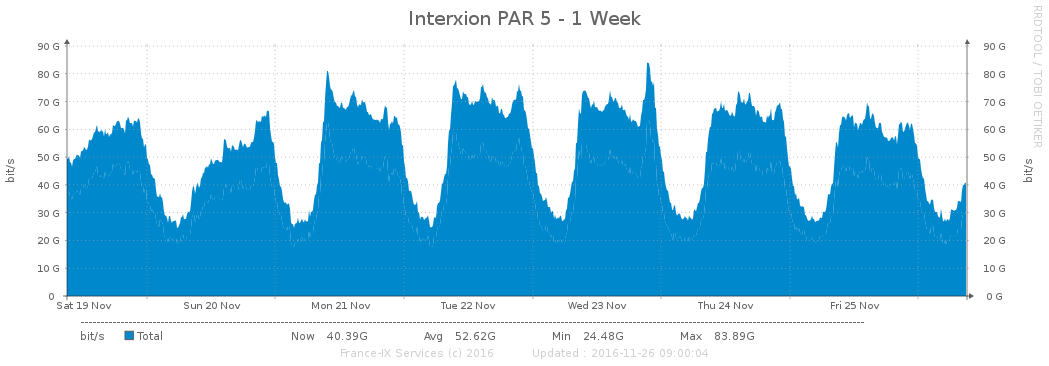 Interxion PAR 5 - 1 Week
RRDTOOL / TOBI OETIKER
bit/s
90 G
80 G
70 G
60 G
50 G
40 G
30 G
20 G
10 G
0
90 G
80 G
70 G
60 G
50 G
40 G
30 G
20 G
10 G
0 G
bit/s
Sat 19 Nov Sun 20 Nov Mon 21 Nov Tue 22 Nov Wed 23 Nov Thu 24 Nov Fri 25 Nov
bit/s Total Now 40.39G Avg 52.62G Min 24.48G Max 83.89G
France-IX Services (c) 2016 Updated : 2016-11-26 09:00:04